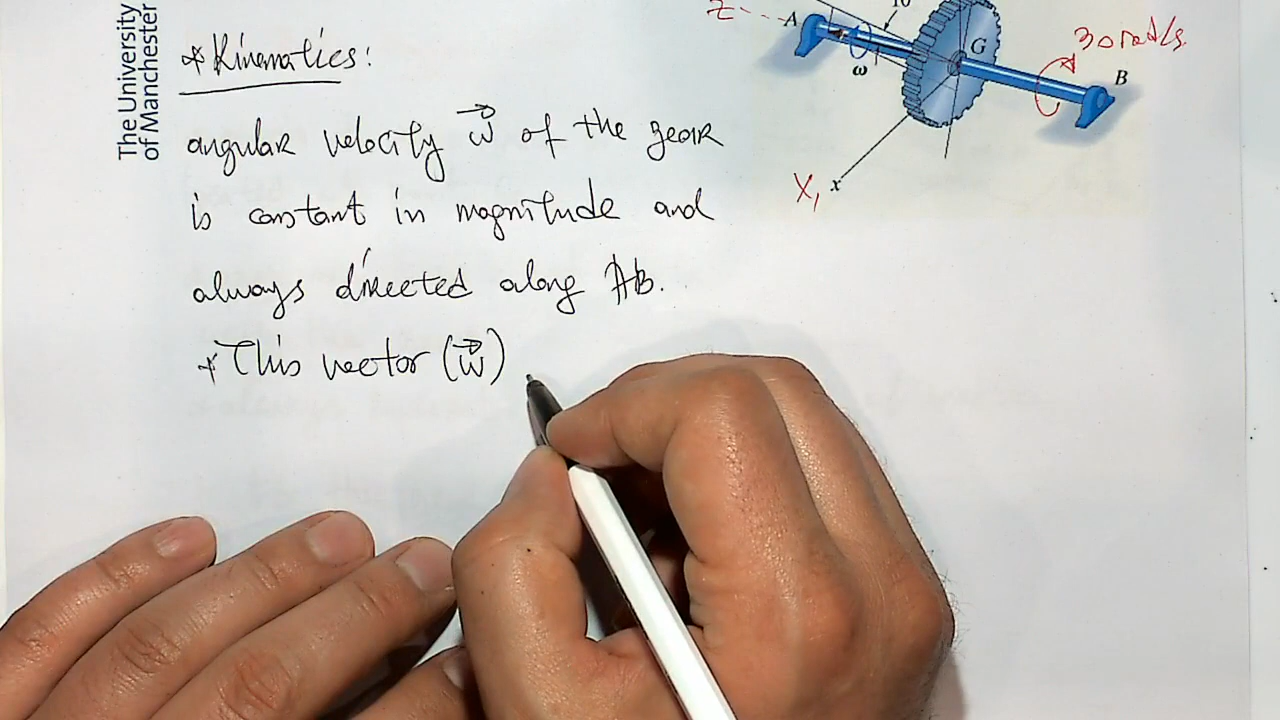 The University
of Manchester
* Kinematics:
angular velocity ω⃗ of the gear
is constant in magnitude and
always directed along AB.
* This vector (ω⃗)
Z
A
10
ω
G
30 rad/s
B
X,
x